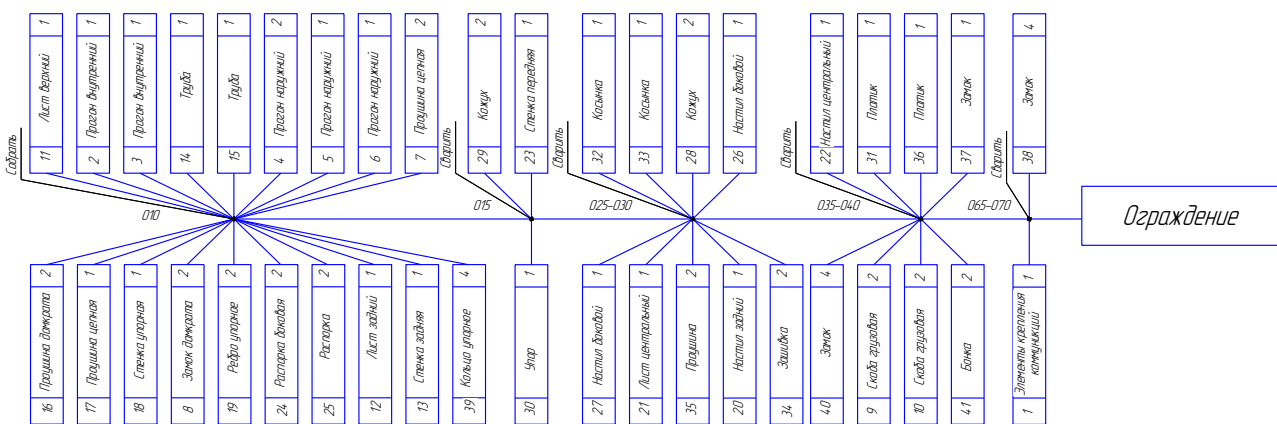 Собрать
11 Лист верхний 1
2 Прогон внутренний 1
3 Прогон внутренний 1
14 Труба 1
15 Труба 1
4 Прогон наружний 2
5 Прогон наружний 1
6 Прогон наружний 1
7 Проушина цепная 2
010
16 Проушина домкрата 2
17 Проушина цепная 1
18 Стенка упорная 1
8 Замок домкрата 2
19 Ребро упорное 2
24 Распорка боковая 2
25 Распорка 2
12 Лист задний 1
13 Стенка задняя 1
39 Кольцо упорное 4
Сварить
29 Кожух 2
23 Стенка передняя 1
015
30 Упор 1
Сварить
32 Косынка 1
33 Косынка 1
28 Кожух 2
26 Настил боковой 1
025-030
27 Настил боковой 1
21 Лист центральный 1
35 Проушина 2
20 Настил задний 1
34 Зашивка 2
Сварить
22 Настил центральный 1
31 Платик 1
36 Платик 1
37 Замок 1
035-040
40 Замок 4
9 Скоба грузовая 2
10 Скоба грузовая 2
41 Бонка 2
Сварить
38 Замок 4
065-070
1 Элементы крепления 1
коммуникций
Ограждение